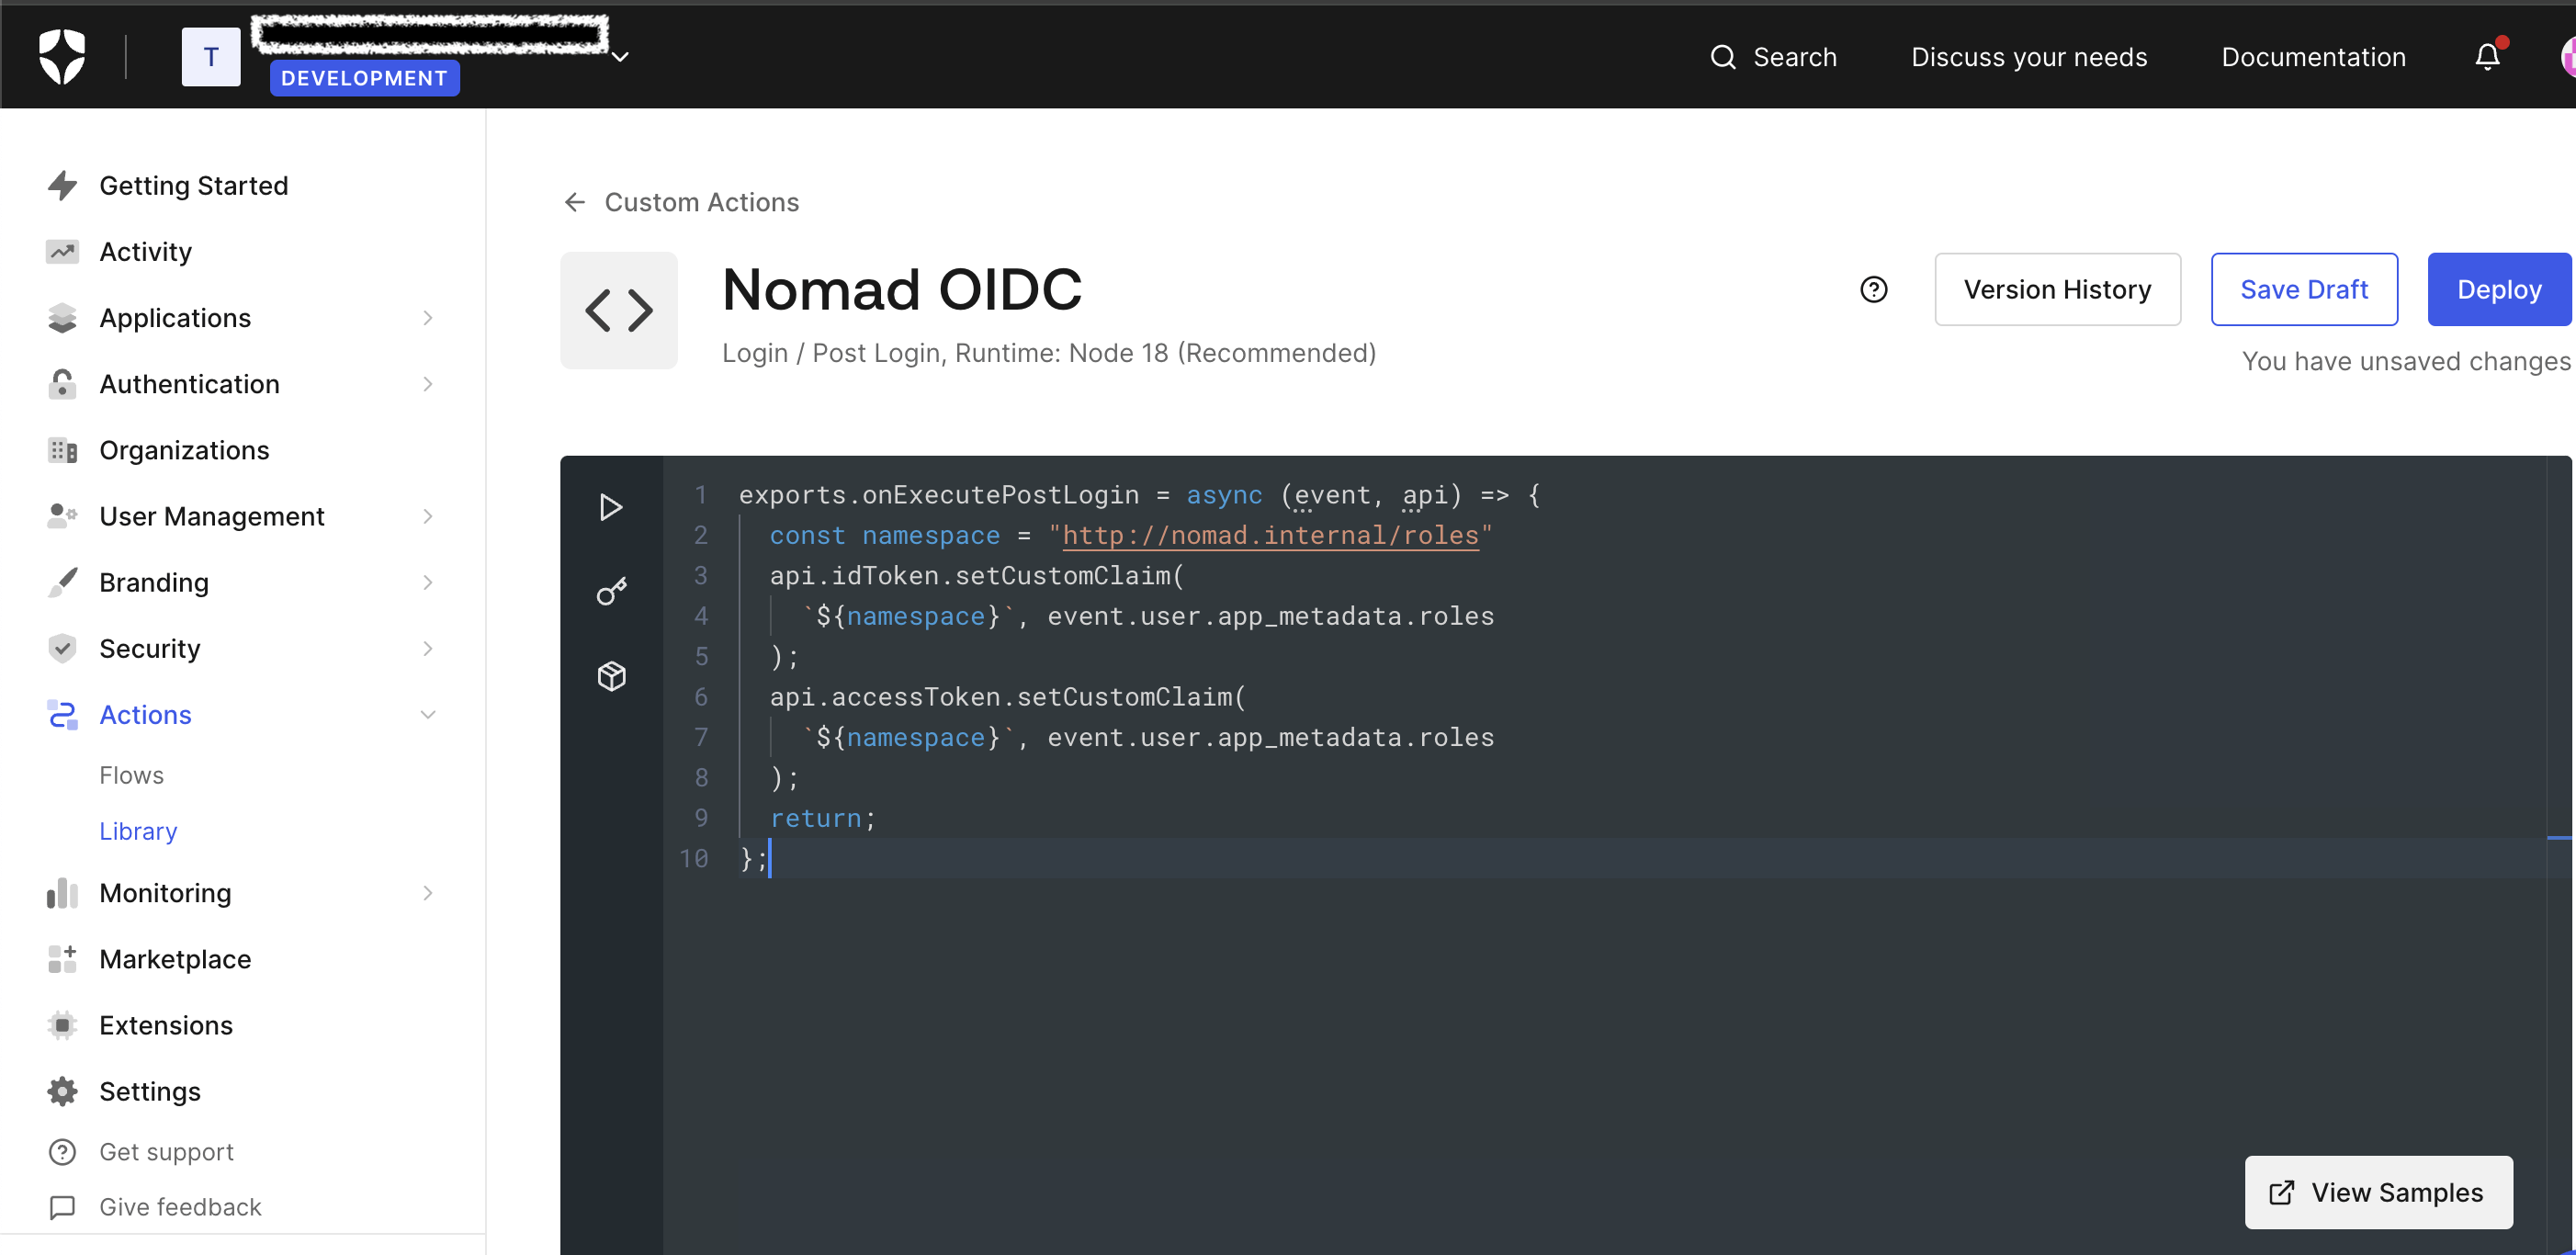 T
DEVELOPMENT
Search
Discuss your needs
Documentation
Getting Started
Activity
Applications
Authentication
Organizations
User Management
Branding
Security
Actions
Flows
Library
Monitoring
Marketplace
Extensions
Settings
Get support
Give feedback
Custom Actions
Nomad OIDC
Login / Post Login, Runtime: Node 18 (Recommended)
Version History
Save Draft
Deploy
You have unsaved changes
1 exports.onExecutePostLogin = async (event, api) => {
2 const namespace = "http://nomad.internal/roles"
3 api.idToken.setCustomClaim(
4 `${namespace}`, event.user.app_metadata.roles
5 );
6 api.accessToken.setCustomClaim(
7 `${namespace}`, event.user.app_metadata.roles
8 );
9 return;
10 };
View Samples